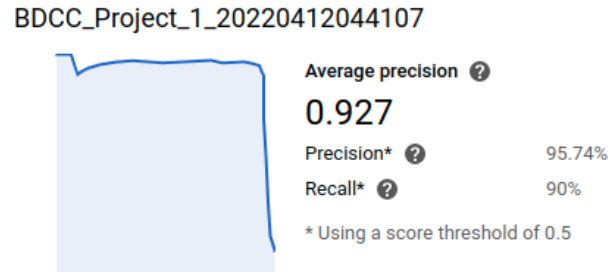 BDCC_Project_1_20220412044107
Average precision ?
0.927
Precision* ? 95.74%
Recall* ? 90%
* Using a score threshold of 0.5